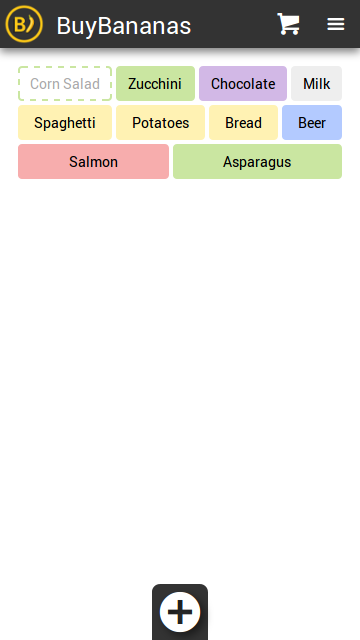 B) BuyBananas
Corn Salad Zucchini Chocolate Milk
Spaghetti Potatoes Bread Beer
Salmon Asparagus